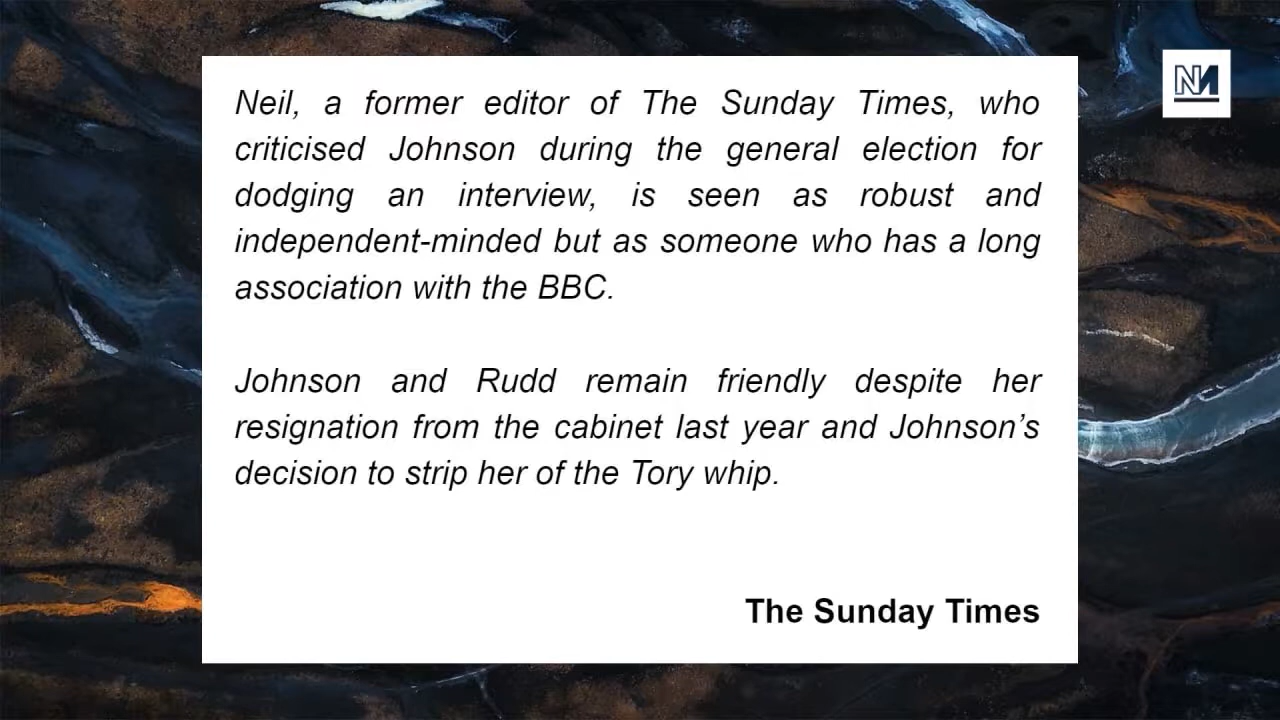 Neil, a former editor of The Sunday Times, who
criticised Johnson during the general election for
dodging an interview, is seen as robust and
independent-minded but as someone who has a long
association with the BBC.
Johnson and Rudd remain friendly despite her
resignation from the cabinet last year and Johnson’s
decision to strip her of the Tory whip.
The Sunday Times
NM